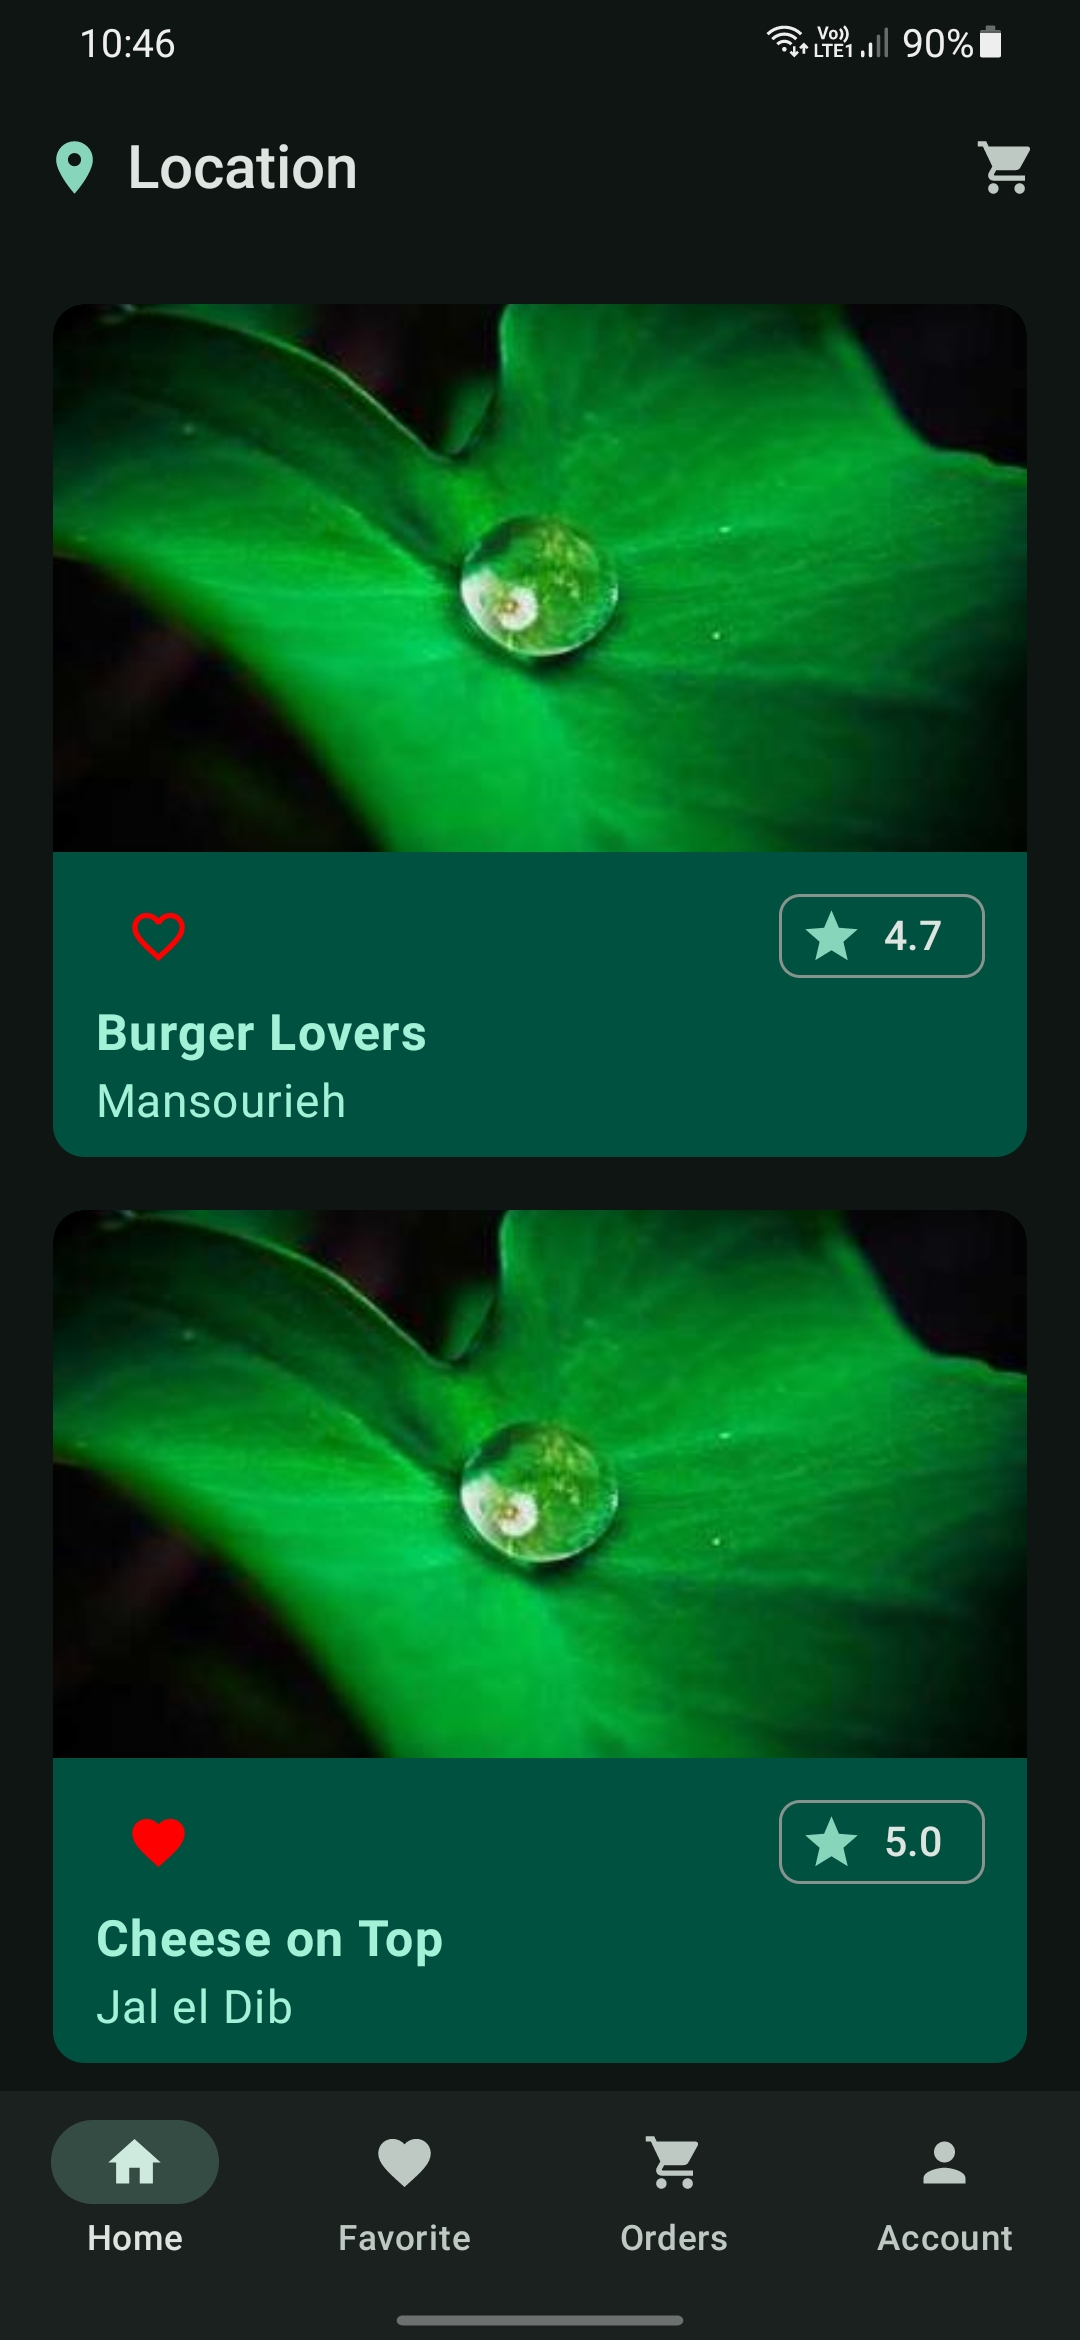 10:46
Vo)) LTE1 90%
Location
4.7
Burger Lovers
Mansourieh
5.0
Cheese on Top
Jal el Dib
Home Favorite Orders Account